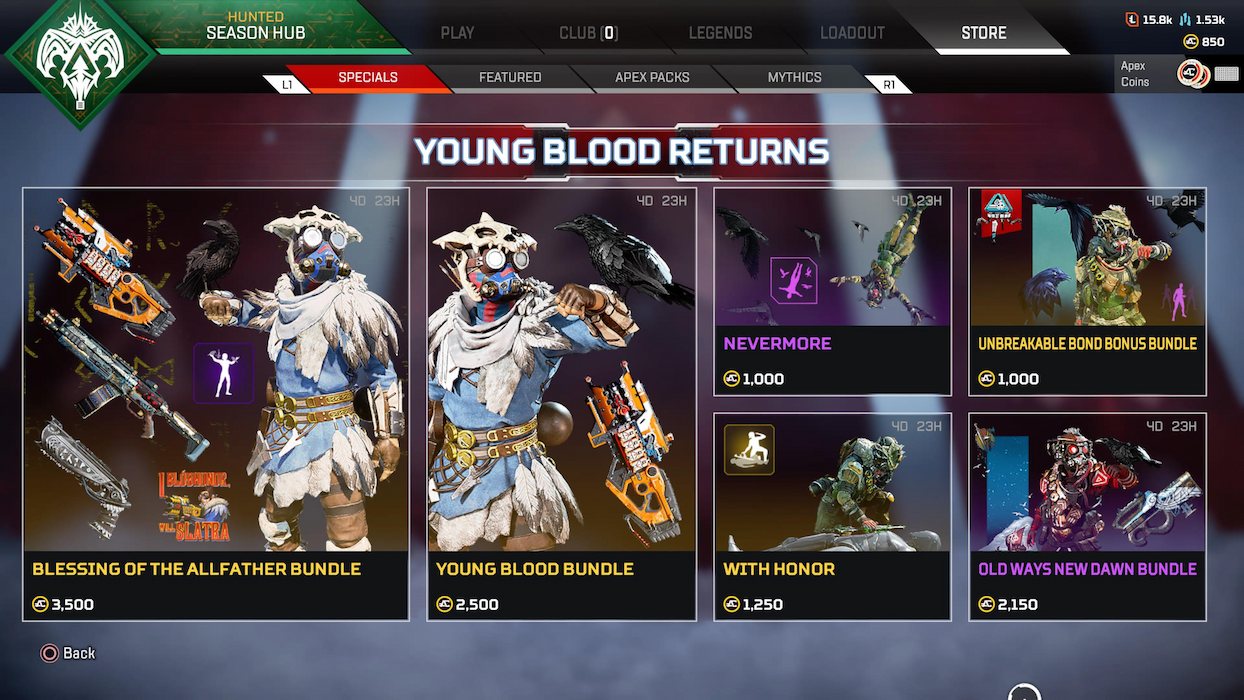 HUNTED
SEASON HUB
PLAY
CLUB (0)
LEGENDS
LOADOUT
STORE
15.8k 1.53k
850
L1
SPECIALS
FEATURED
APEX PACKS
MYTHICS
R1
Apex
Coins
YOUNG BLOOD RETURNS
4D 23H
BLÓÐHONOR.
WILL
SLATRA
BLESSING OF THE ALLFATHER BUNDLE
3,500
4D 23H
YOUNG BLOOD BUNDLE
2,500
4D 23H
NEVERMORE
1,000
4D 23H
UNBREAKABLE BOND BONUS BUNDLE
1,000
4D 23H
WITH HONOR
1,250
4D 23H
OLD WAYS NEW DAWN BUNDLE
2,150
Back